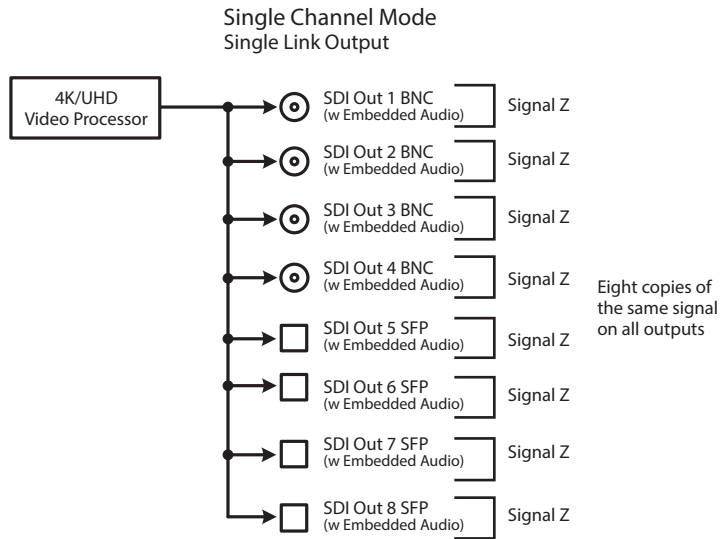 Single Channel Mode
Single Link Output
4K/UHD
Video Processor
SDI Out 1 BNC
(w Embedded Audio)
Signal Z
SDI Out 2 BNC
(w Embedded Audio)
Signal Z
SDI Out 3 BNC
(w Embedded Audio)
Signal Z
SDI Out 4 BNC
(w Embedded Audio)
Signal Z
SDI Out 5 SFP
(w Embedded Audio)
Signal Z
SDI Out 6 SFP
(w Embedded Audio)
Signal Z
SDI Out 7 SFP
(w Embedded Audio)
Signal Z
SDI Out 8 SFP
(w Embedded Audio)
Signal Z
Eight copies of
the same signal
on all outputs